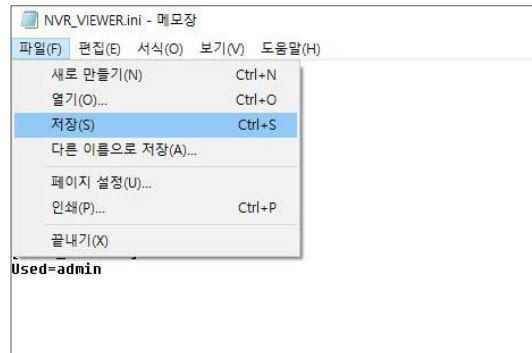 NVR_VIEWER.ini - 메모장
파일(F) 편집(E) 서식(O) 보기(V) 도움말(H)
새로 만들기(N) Ctrl+N
열기(O)... Ctrl+O
저장(S) Ctrl+S
다른 이름으로 저장(A)...
페이지 설정(U)...
인쇄(P)... Ctrl+P
끝내기(X)
Used=admin